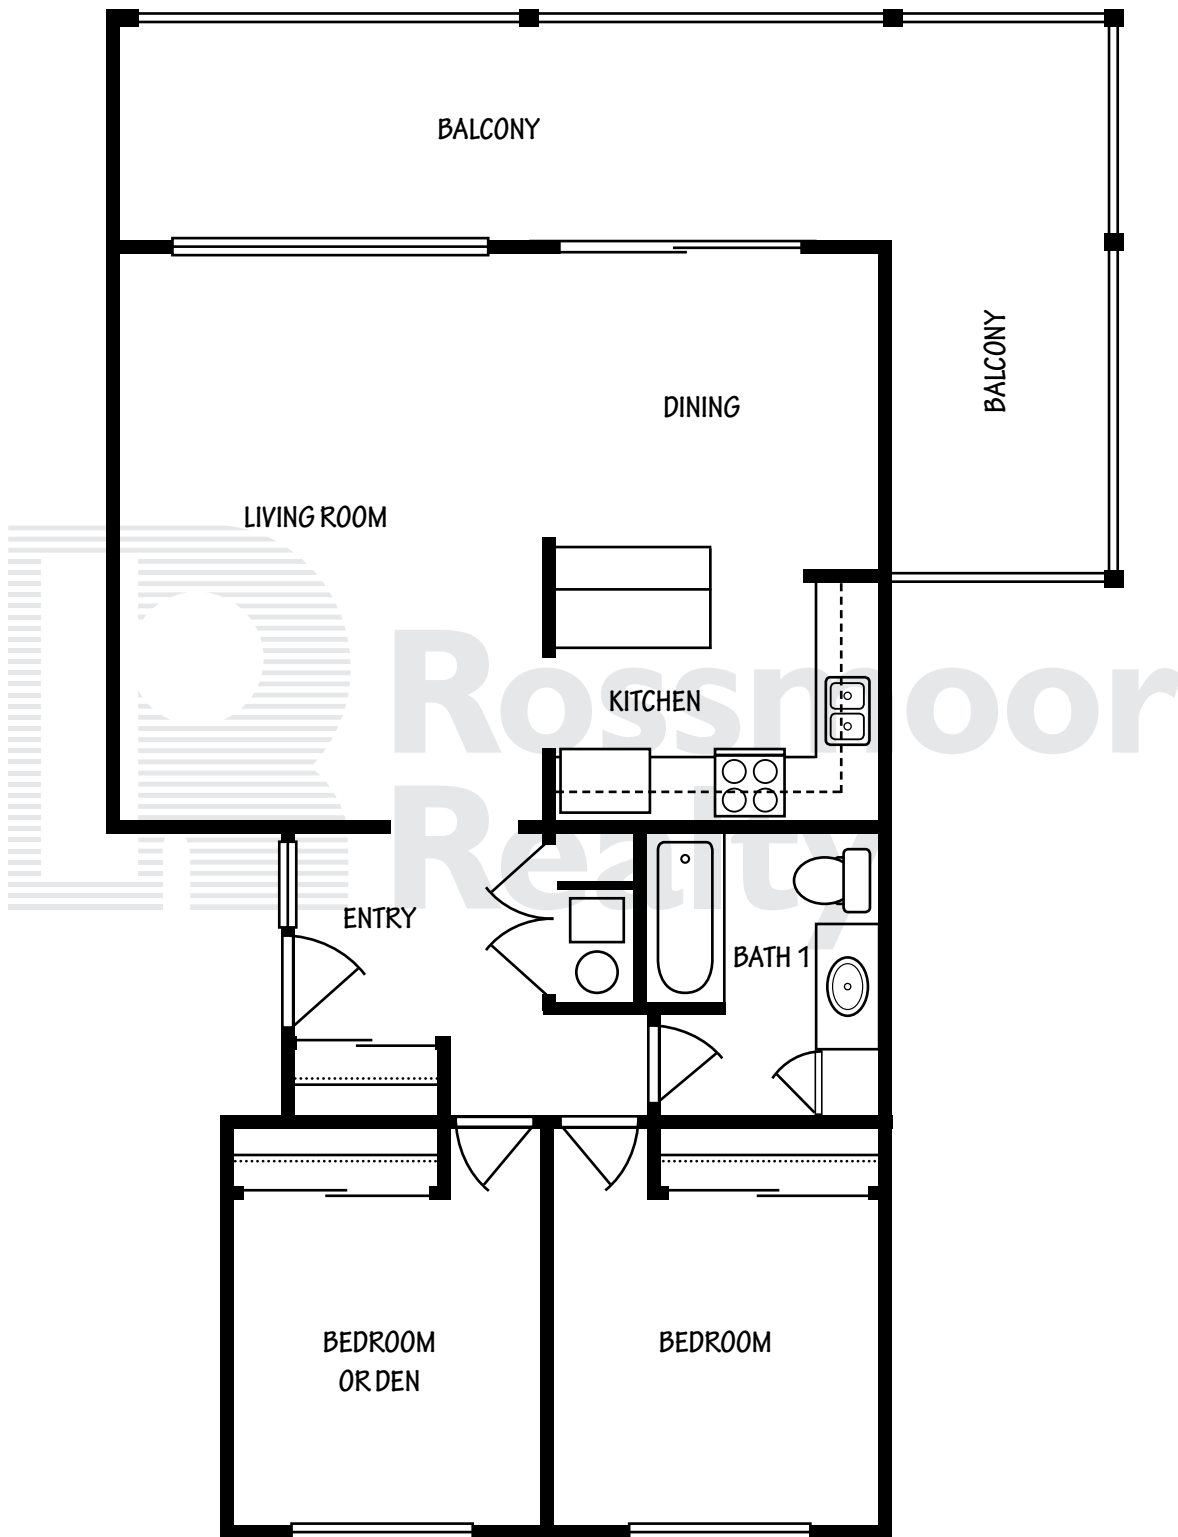 BALCONY
BALCONY
DINING
LIVING ROOM
Rossmoor
KITCHEN
Realty
ENTRY
BATH 1
BEDROOM
OR DEN
BEDROOM